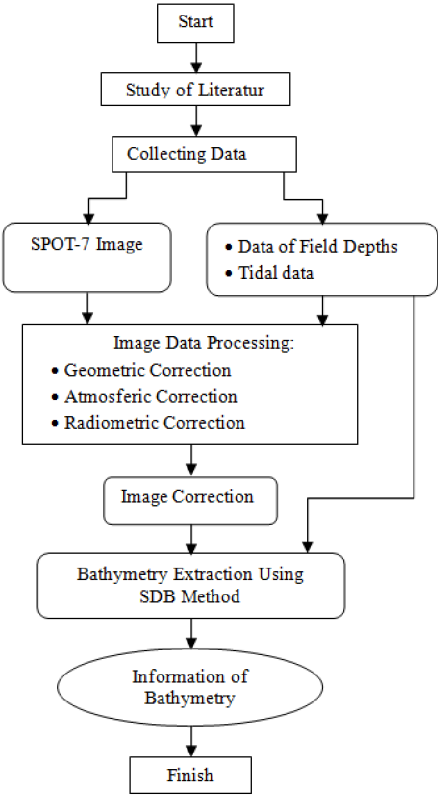 Start
Study of Literatur
Collecting Data
SPOT-7 Image
• Data of Field Depths
• Tidal data
Image Data Processing:
• Geometric Correction
• Atmosferic Correction
• Radiometric Correction
Image Correction
Bathymetry Extraction Using
SDB Method
Information of
Bathymetry
Finish